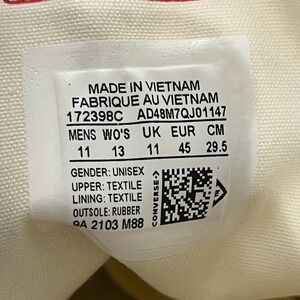 MADE IN VIETNAM
FABRIQUE AU VIETNAM
172398C AD48M7QJ01147
MENS WO'S UK EUR CM
11 13 11 45 29.5
GENDER: UNISEX
UPPER: TEXTILE
LINING: TEXTILE
OUTSOLE: RUBBER
9A 2103 M88
CONVERSE